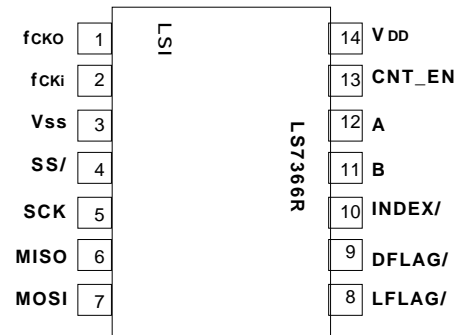 fCKO 1 LSI 14 VDD
fCKi 2 13 CNT_EN
Vss 3 12 A
SS/ 4 LS7366R 11 B
SCK 5 10 INDEX/
MISO 6 9 DFLAG/
MOSI 7 8 LFLAG/